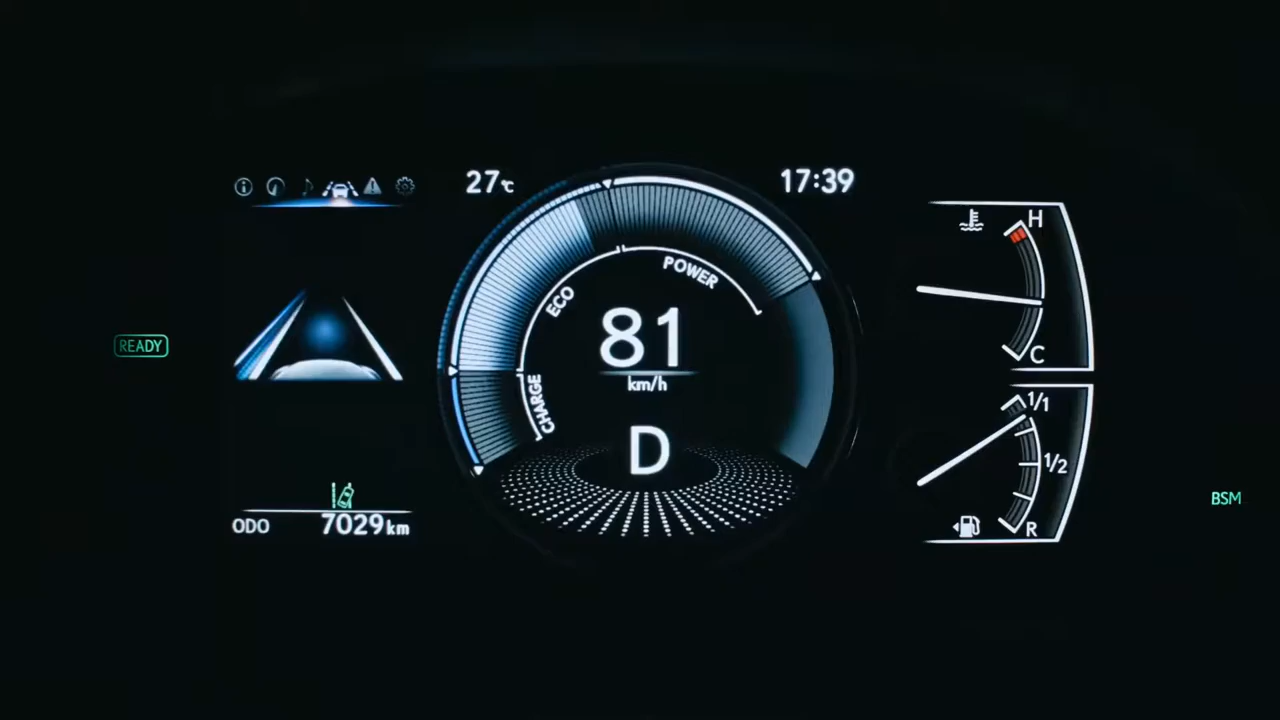 27°C
17:39
H
C
POWER
ECO
CHARGE
81
km/h
D
READY
1/1
1/2
R
BSM
ODO 7029 km